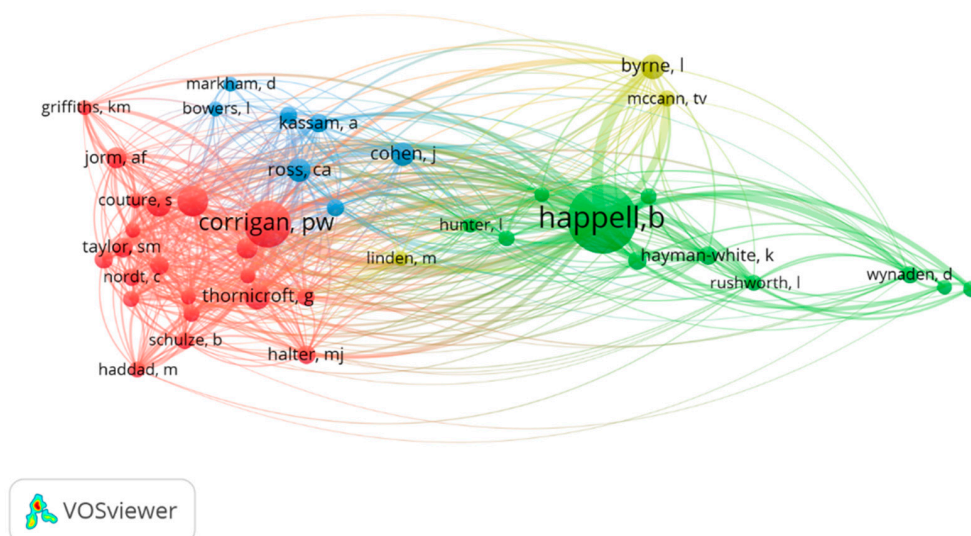 byrne, l
markham, d
mccann, tv
griffiths, km
bowers, l
kassam, a
cohen, j
jorm, af
ross, ca
couture, s
corrigan, pw
happell,b
hunter, l
taylor, sm
linden, m
hayman-white, k
nordt, c
wynaden, d
rushworth, l
thornicroft, g
schulze, b
halter, mj
haddad, m
VOSviewer